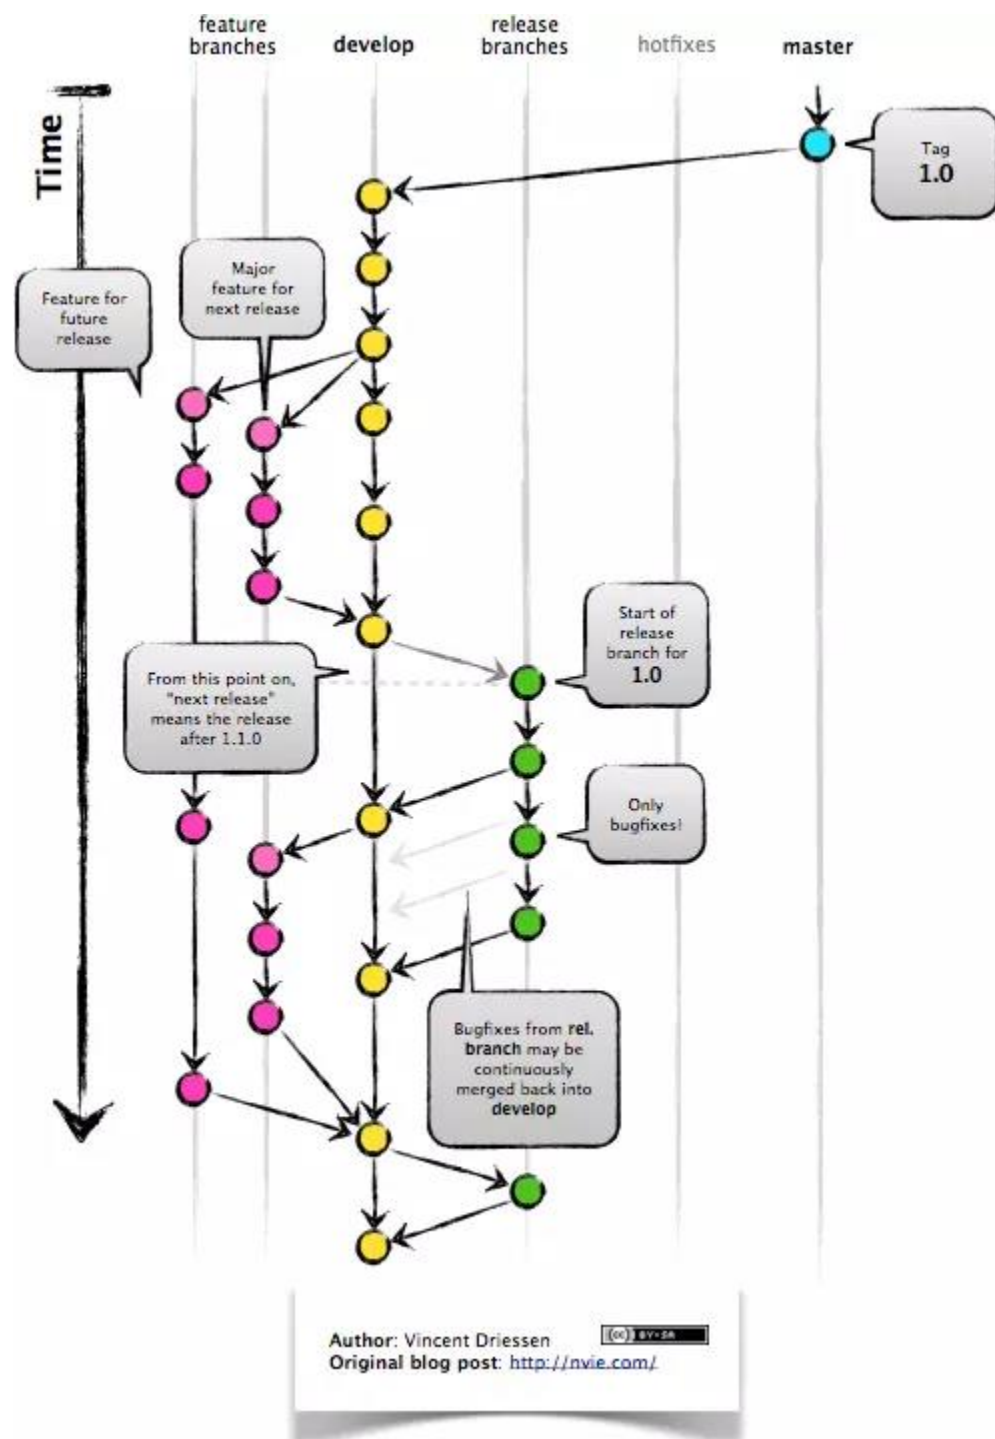 feature
branches
develop
release
branches
hotfixes
master
Time
Tag
1.0
Major
feature for
next release
Feature for
future
release
Start of
release
branch for
1.0
From this point on,
"next release"
means the release
after 1.1.0
Only
bugfixes!
Bugfixes from rel.
branch may be
continuously
merged back into
develop
Author: Vincent Driessen
(cc) BY-SA
Original blog post: http://nvie.com/